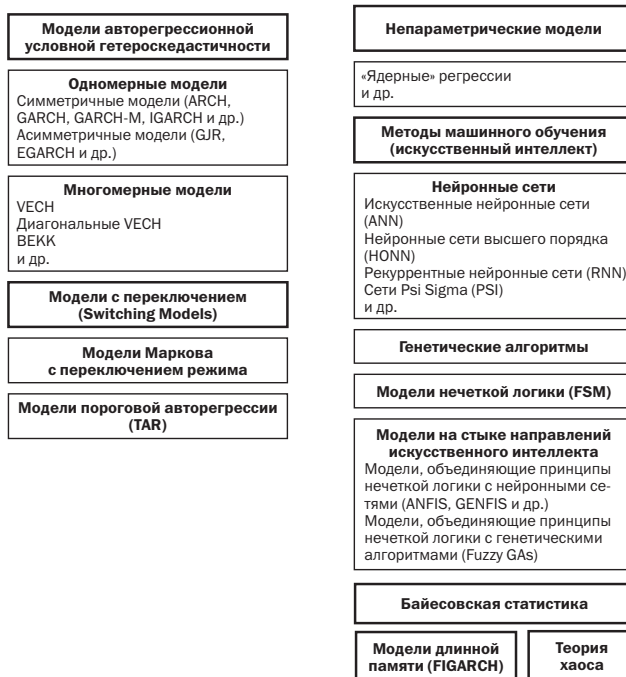 Модели авторегрессионной
условной гетероскедастичности
Одномерные модели
Симметричные модели (ARCH,
GARCH, GARCH-M, IGARCH и др.)
Асимметричные модели (GJR,
EGARCH и др.)
Многомерные модели
VECH
Диагональные VECH
BEKK
и др.
Модели с переключением
(Switching Models)
Модели Маркова
с переключением режима
Модели пороговой авторегрессии
(TAR)
Непараметрические модели
«Ядерные» регрессии
и др.
Методы машинного обучения
(искусственный интеллект)
Нейронные сети
Искусственные нейронные сети
(ANN)
Нейронные сети высшего порядка
(HONN)
Рекуррентные нейронные сети (RNN)
Сети Psi Sigma (PSI)
и др.
Генетические алгоритмы
Модели нечеткой логики (FSM)
Модели на стыке направлений
искусственного интеллекта
Модели, объединяющие принципы
нечеткой логики с нейронными се-
тями (ANFIS, GENFIS и др.)
Модели, объединяющие принципы
нечеткой логики с генетическими
алгоритмами (Fuzzy GAs)
Байесовская статистика
Модели длинной
памяти (FIGARCH)
Теория
хаоса